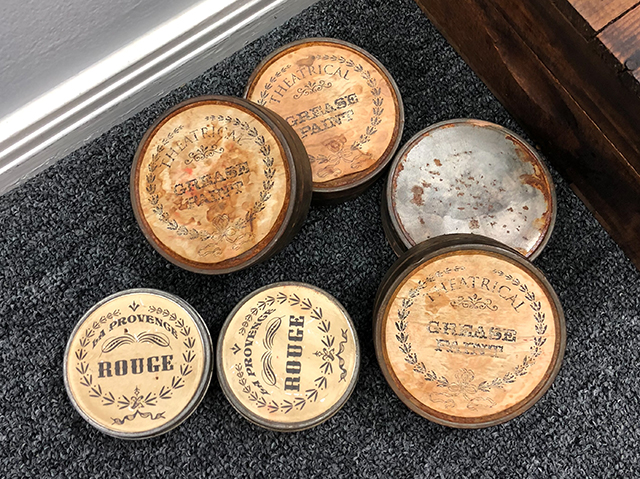 THEATRICAL
GREASE
PAINT
THEATRICAL
GREASE
PAINT
THEATRICAL
GREASE
PAINT
LA PROVENCE
ROUGE
LA PROVENCE
ROUGE